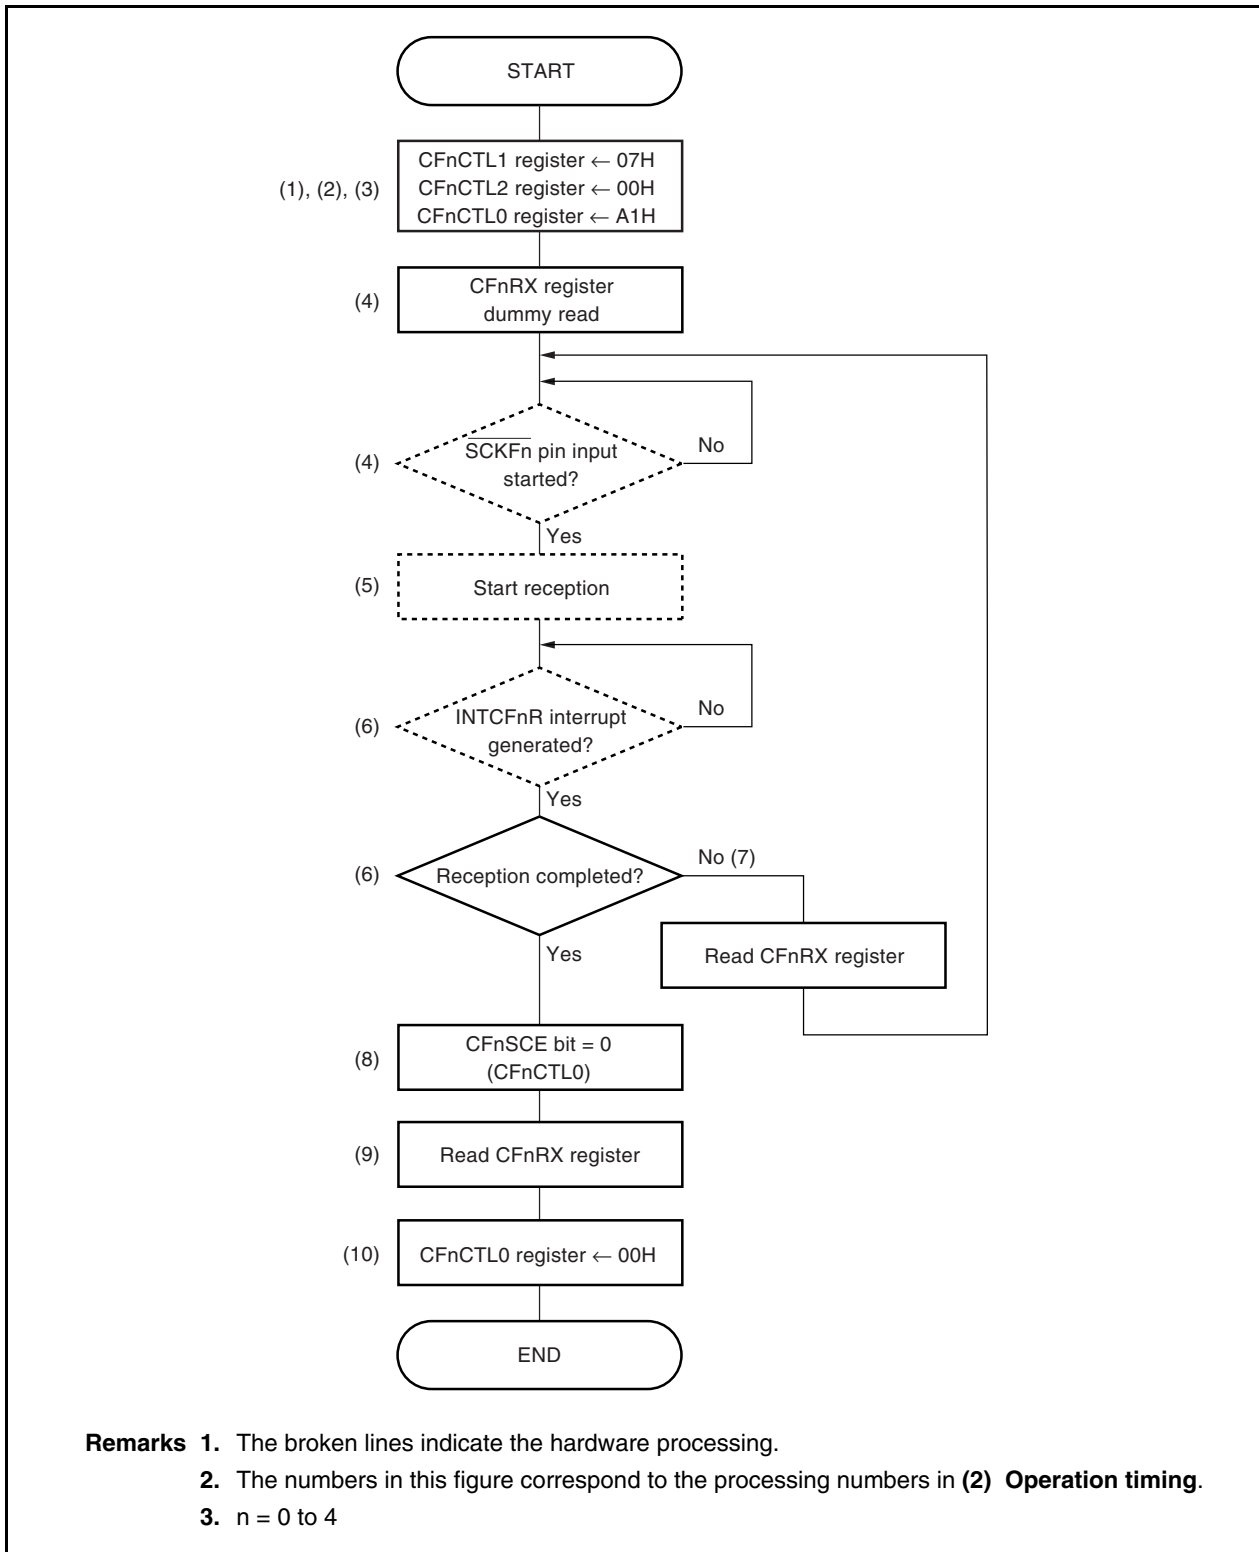 START
(1), (2), (3)
CFnCTL1 register ← 07H
CFnCTL2 register ← 00H
CFnCTL0 register ← A1H
(4)
CFnRX register
dummy read
(4)
SCKFn pin input
started?
No
Yes
(5)
Start reception
(6)
INTCFnR interrupt
generated?
No
Yes
(6)
Reception completed?
No (7)
Yes
Read CFnRX register
(8)
CFnSCE bit = 0
(CFnCTL0)
(9)
Read CFnRX register
(10)
CFnCTL0 register ← 00H
END
Remarks 1. The broken lines indicate the hardware processing.
2. The numbers in this figure correspond to the processing numbers in (2) Operation timing.
3. n = 0 to 4